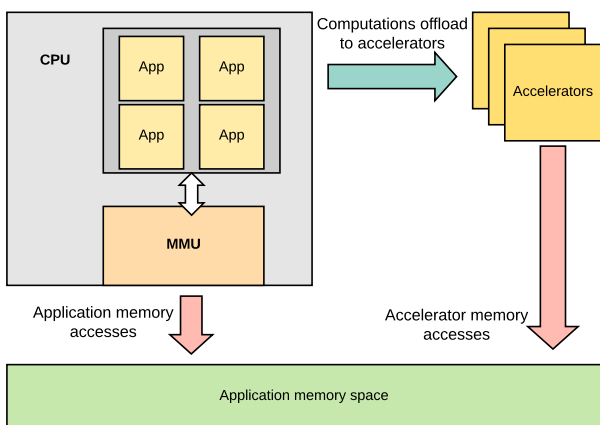 Computations offload
to accelerators
CPU
App
App
App
App
Accelerators
MMU
Application memory
accesses
Accelerator memory
accesses
Application memory space